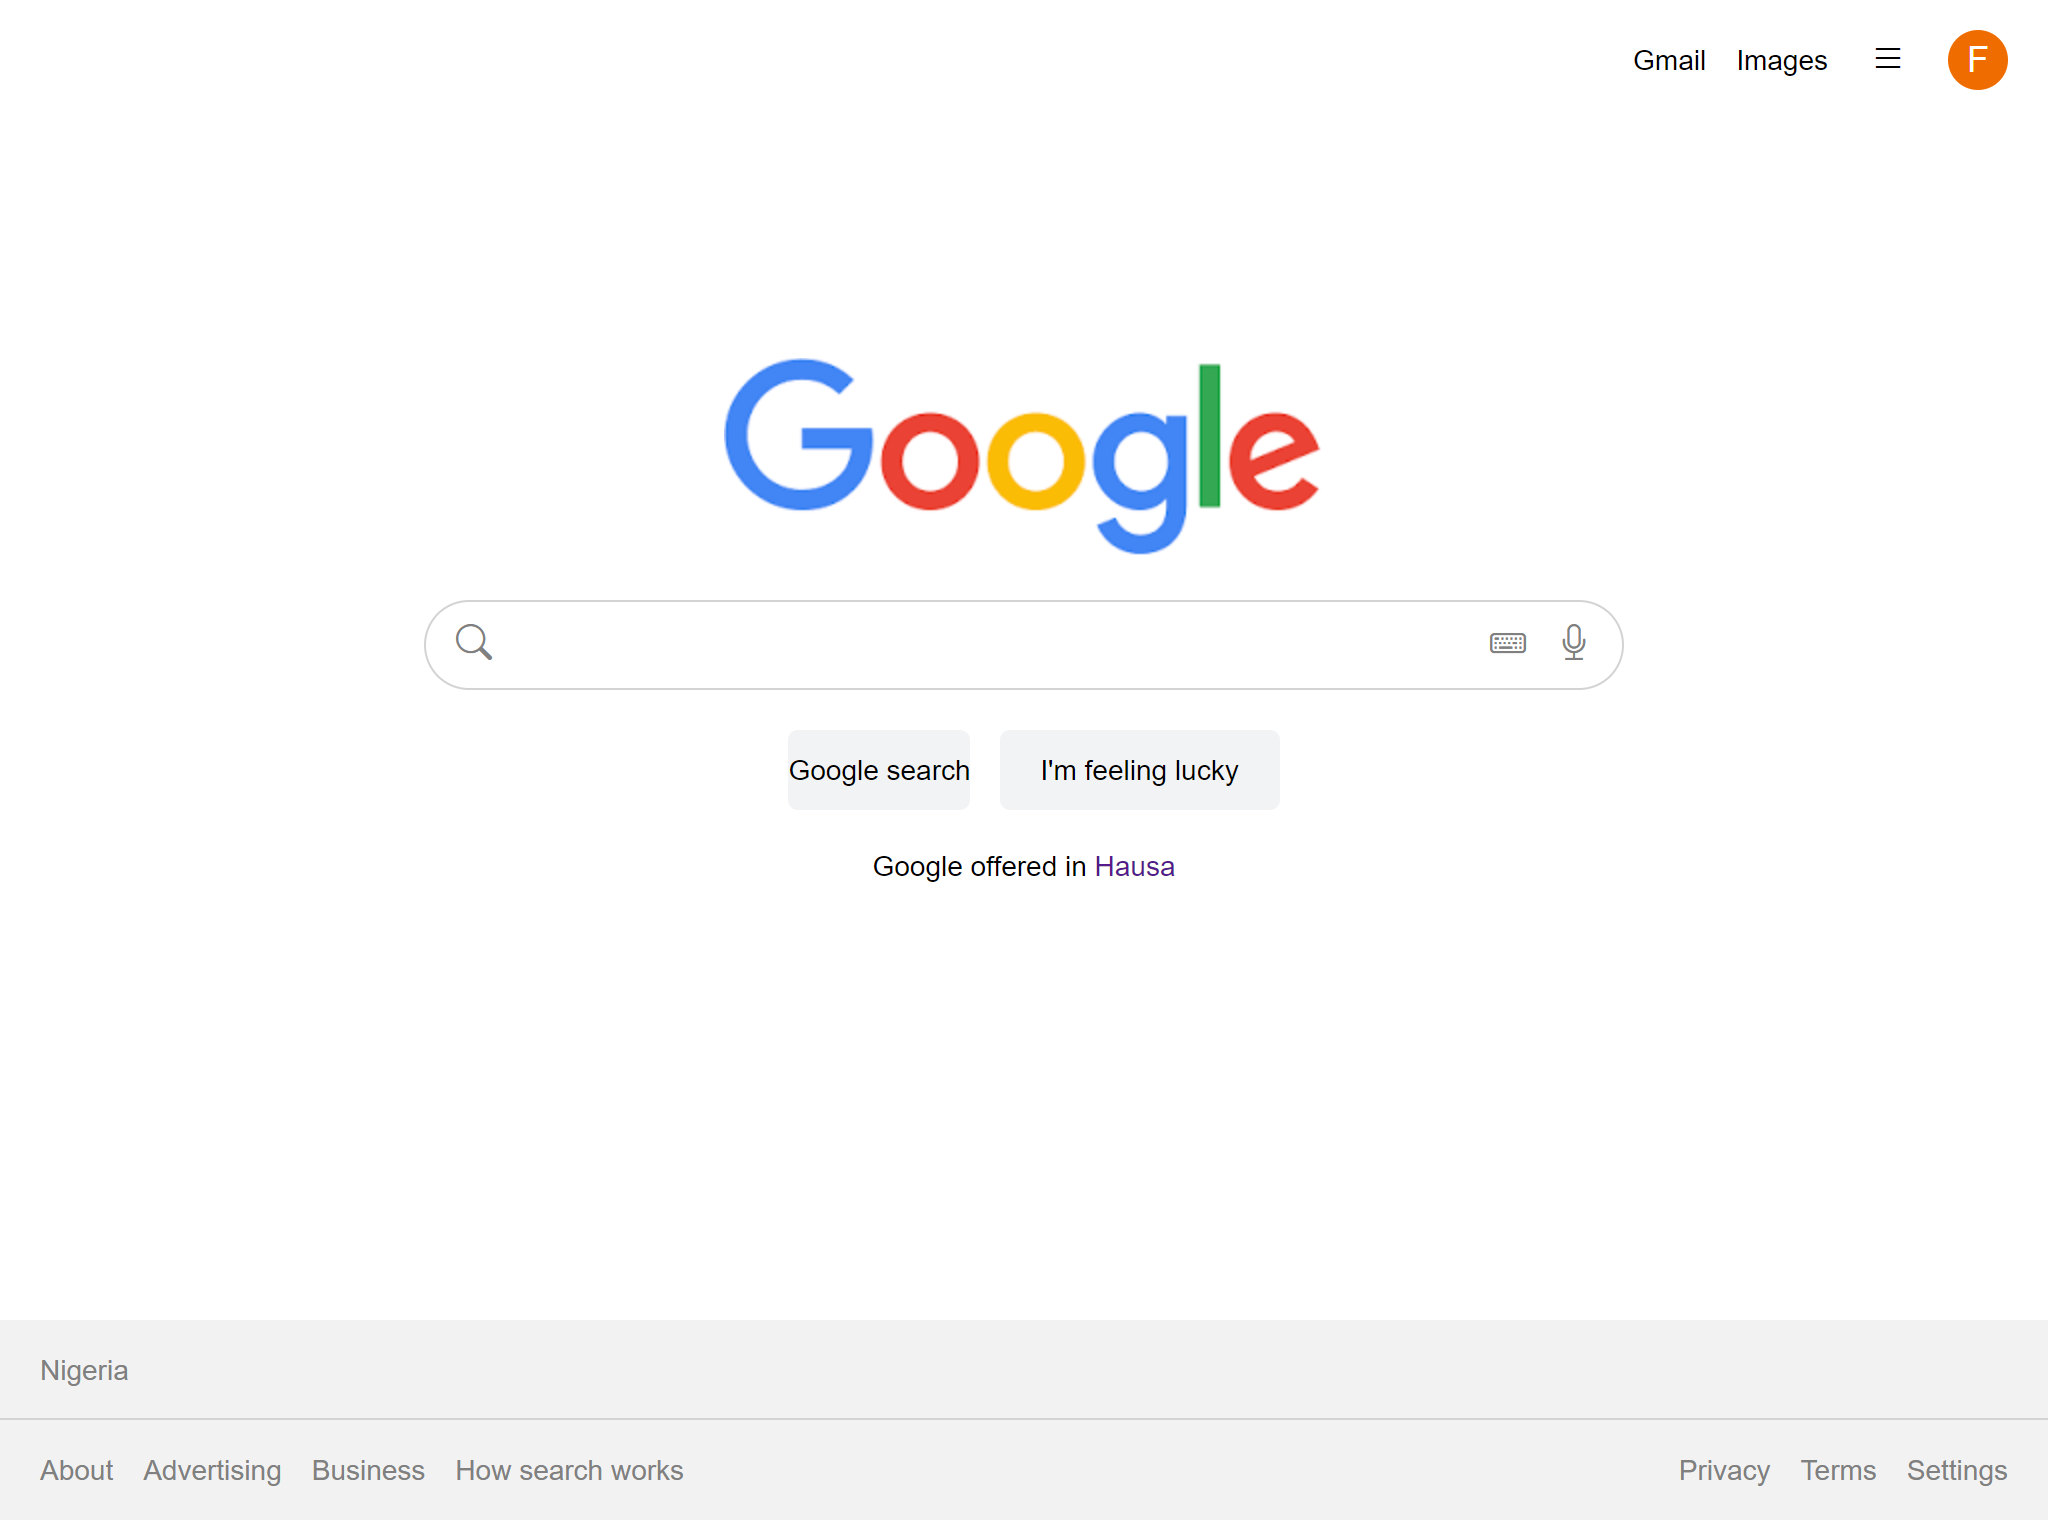 Gmail Images F
Google
Google search I'm feeling lucky
Google offered in Hausa
Nigeria
About Advertising Business How search works Privacy Terms Settings